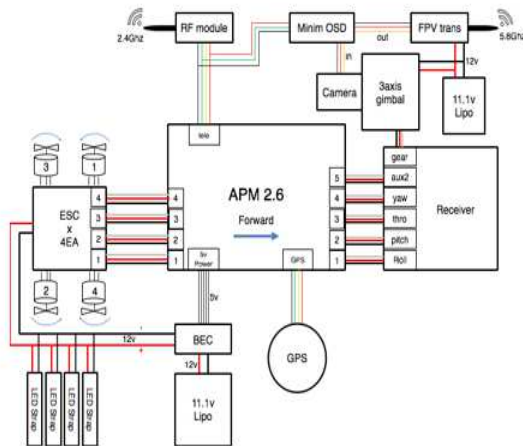 RF module
Minim OSD
FPV trans
2.4Ghz
5.8Ghz
out
in
12v
Camera
3axis
gimbal
11.1v
Lipo
tele
gear
3
1
APM 2.6
Forward
5
aux2
4
4
4
yaw
ESC
x
4EA
3
3
3
thro
Receiver
2
2
2
pitch
1
1
1
Roll
5v
Power
GPS
2
4
5v
12v
BEC
12v
GPS
11.1v
Lipo
LED Strap
LED Strap
LED Strap
LED Strap